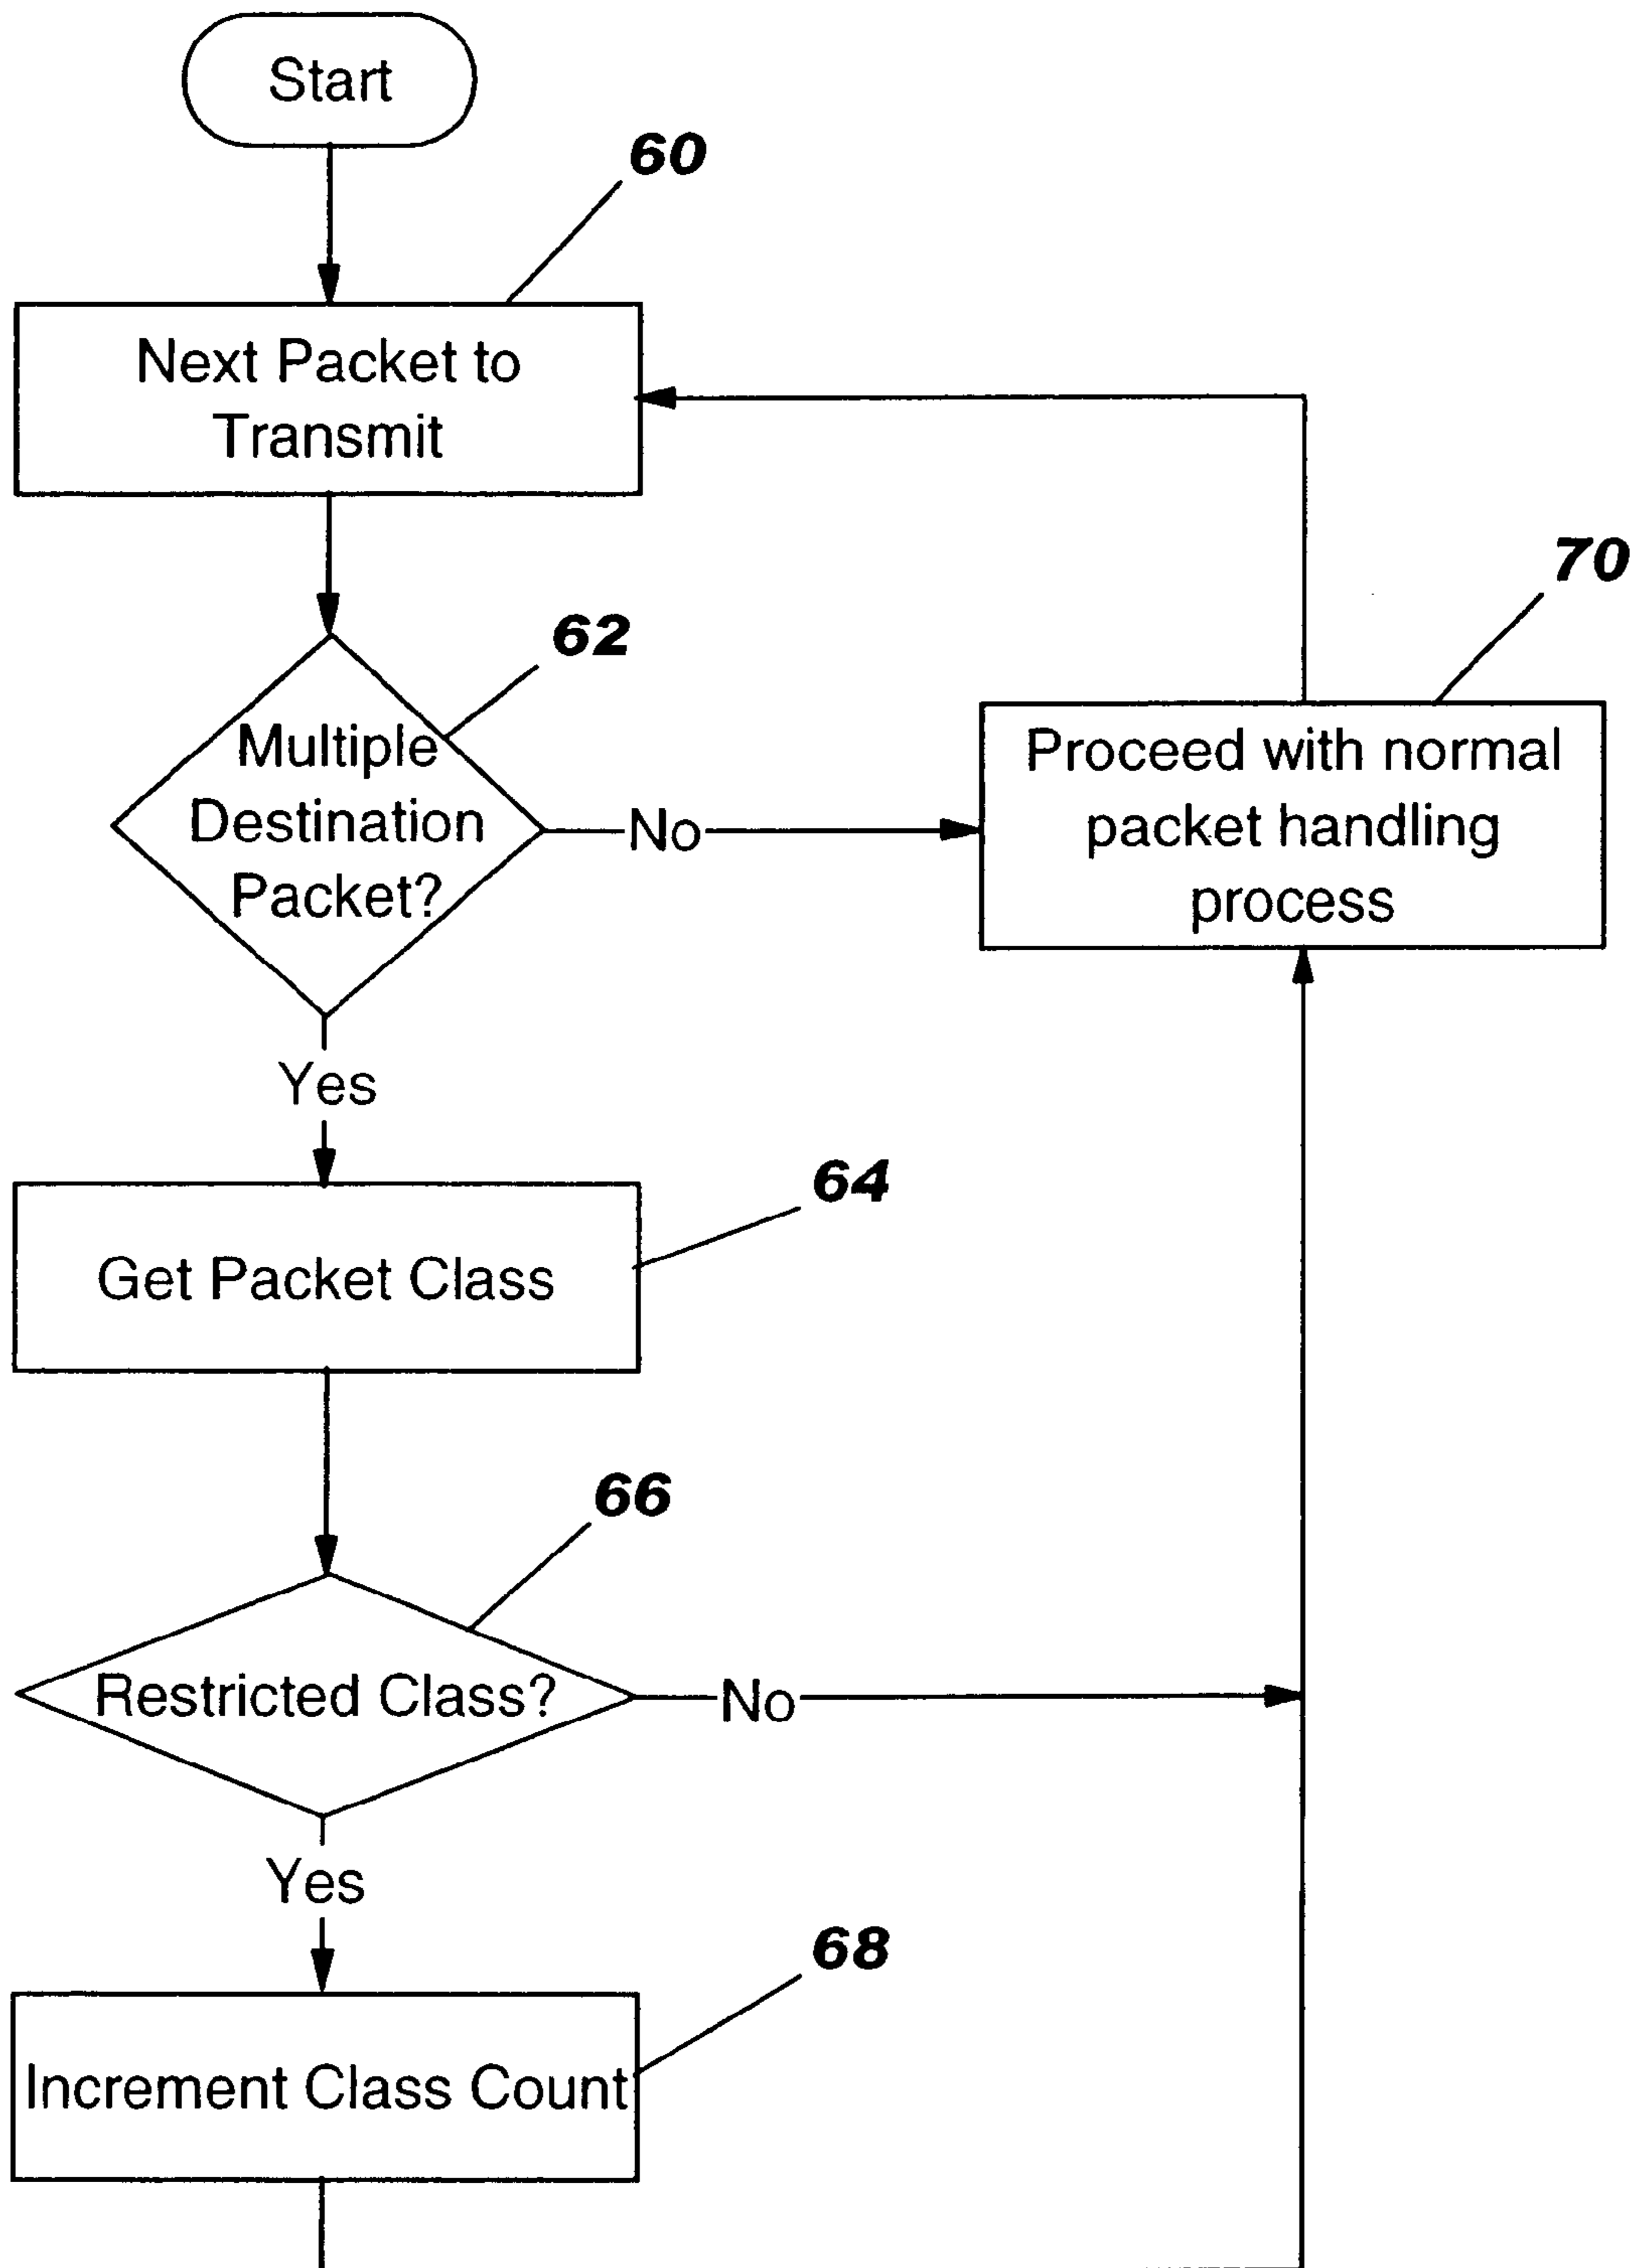 Start
60
Next Packet to
Transmit
62
Multiple
Destination
Packet?
No
70
Proceed with normal
packet handling
process
Yes
64
Get Packet Class
66
Restricted Class?
No
Yes
68
Increment Class Count